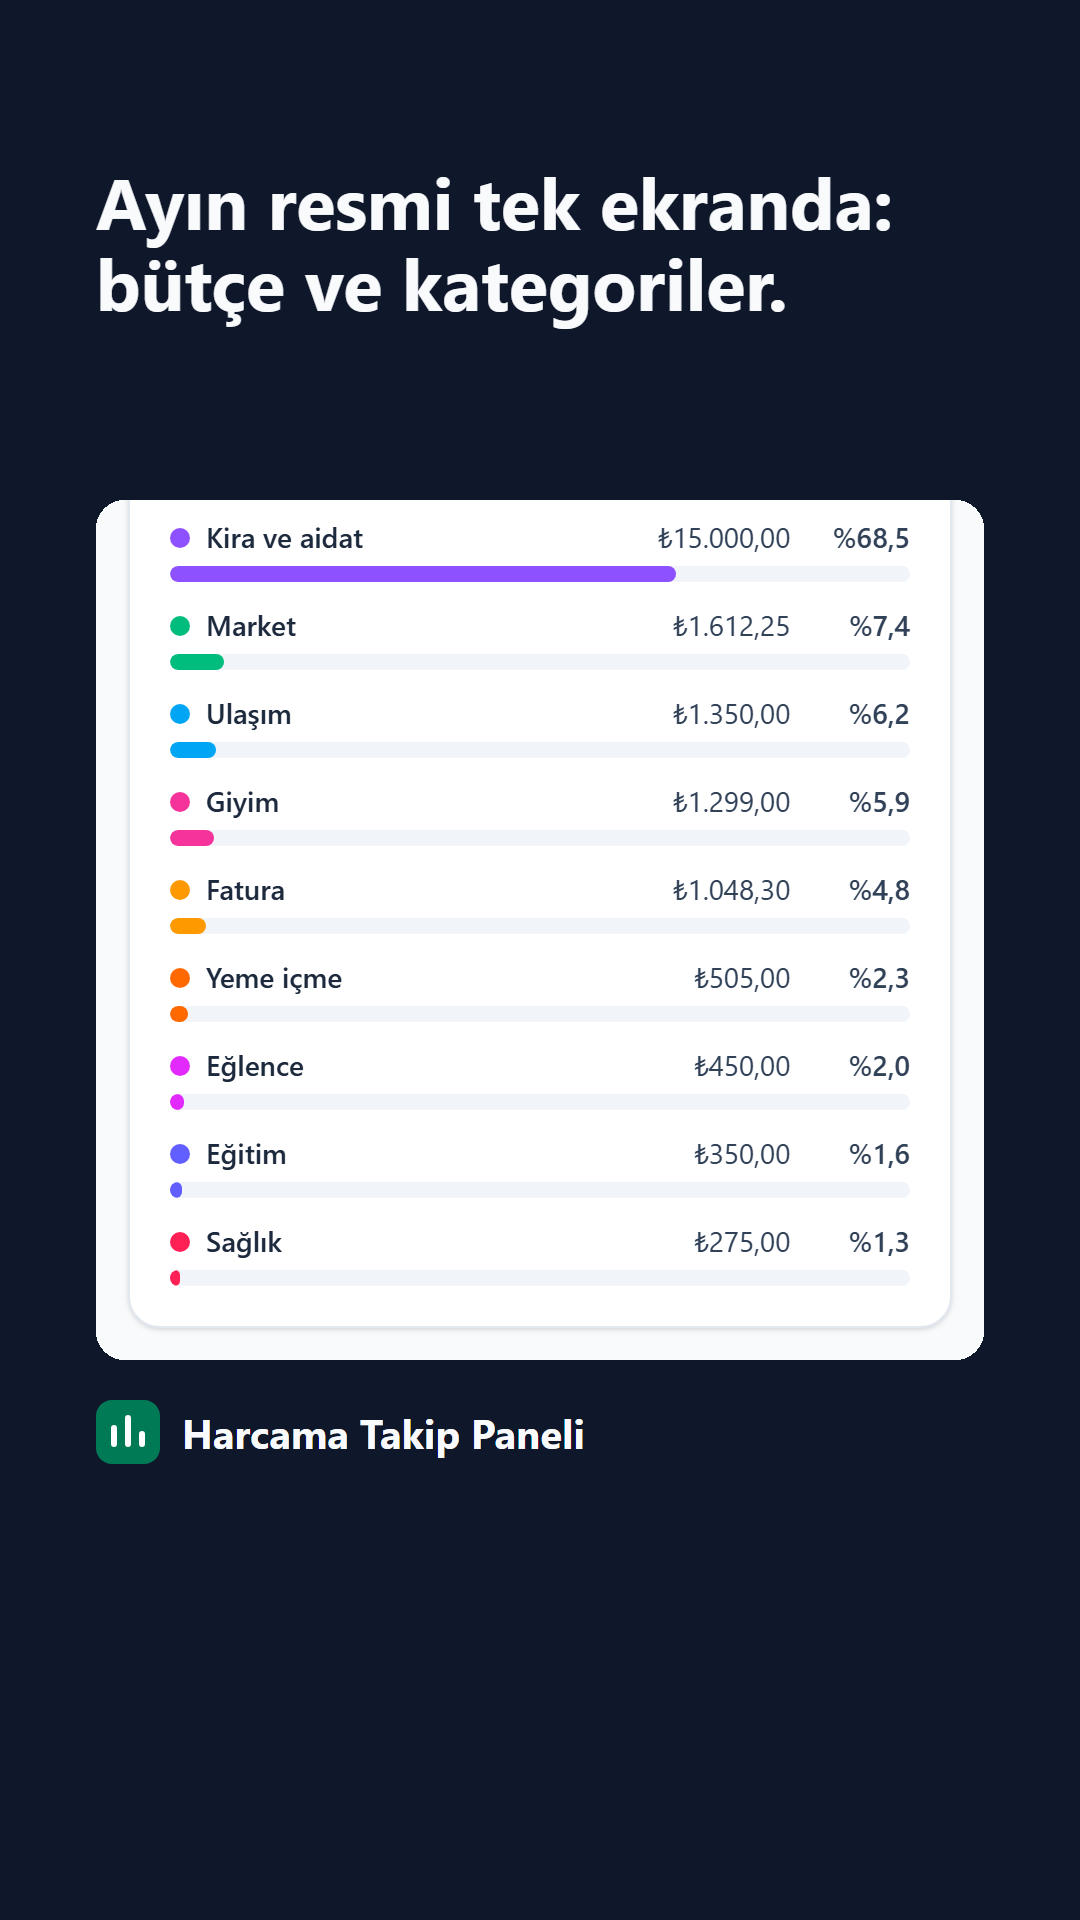 Ayın resmi tek ekranda:
bütçe ve kategoriler.
Kira ve aidat ₺15.000,00 %68,5
Market ₺1.612,25 %7,4
Ulaşım ₺1.350,00 %6,2
Giyim ₺1.299,00 %5,9
Fatura ₺1.048,30 %4,8
Yeme içme ₺505,00 %2,3
Eğlence ₺450,00 %2,0
Eğitim ₺350,00 %1,6
Sağlık ₺275,00 %1,3
Harcama Takip Paneli